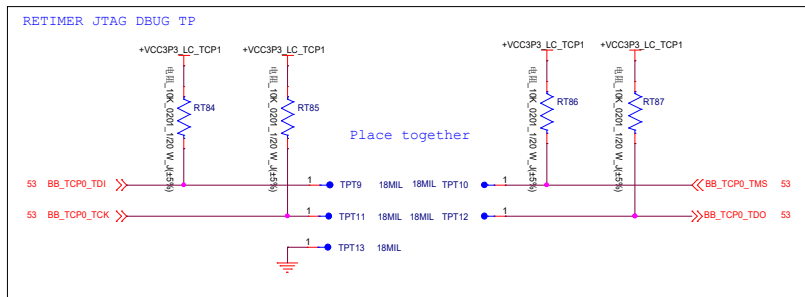 RETIMER JTAG DBUG TP
+VCC3P3_LC_TCP1
+VCC3P3_LC_TCP1
+VCC3P3_LC_TCP1
+VCC3P3_LC_TCP1
电阻_10K_0201_1/20 W_J(±5%)
RT84
电阻_10K_0201_1/20 W_J(±5%)
RT85
电阻_10K_0201_1/20 W_J(±5%)
RT86
电阻_10K_0201_1/20 W_J(±5%)
RT87
Place together
53 BB_TCP0_TDI
1
TPT9 18MIL
18MIL TPT10
1
BB_TCP0_TMS 53
53 BB_TCP0_TCK
1
TPT11 18MIL
18MIL TPT12
1
BB_TCP0_TDO 53
1
TPT13 18MIL